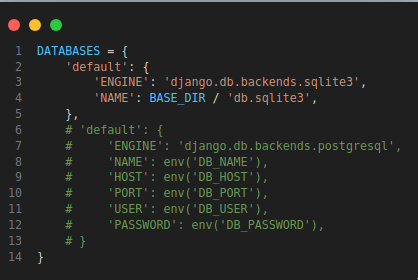 1 DATABASES = {
2     'default': {
3         'ENGINE': 'django.db.backends.sqlite3',
4         'NAME': BASE_DIR / 'db.sqlite3',
5     },
6     # 'default': {
7     #     'ENGINE': 'django.db.backends.postgresql',
8     #     'NAME': env('DB_NAME'),
9     #     'HOST': env('DB_HOST'),
10     #     'PORT': env('DB_PORT'),
11     #     'USER': env('DB_USER'),
12     #     'PASSWORD': env('DB_PASSWORD'),
13     # }
14 }